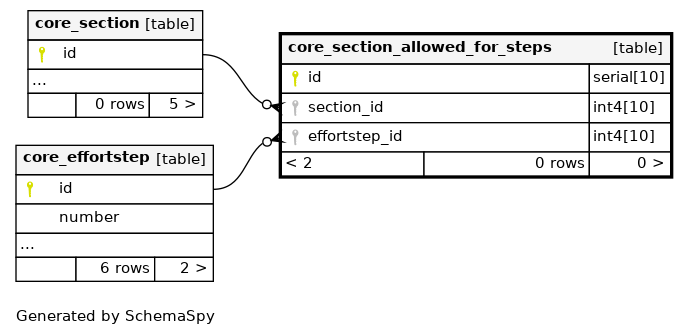 core_section [table]
id
...
0 rows 5 >
core_section_allowed_for_steps [table]
id serial[10]
section_id int4[10]
effortstep_id int4[10]
< 2 0 rows 0 >
core_effortstep [table]
id
number
...
6 rows 2 >
Generated by SchemaSpy